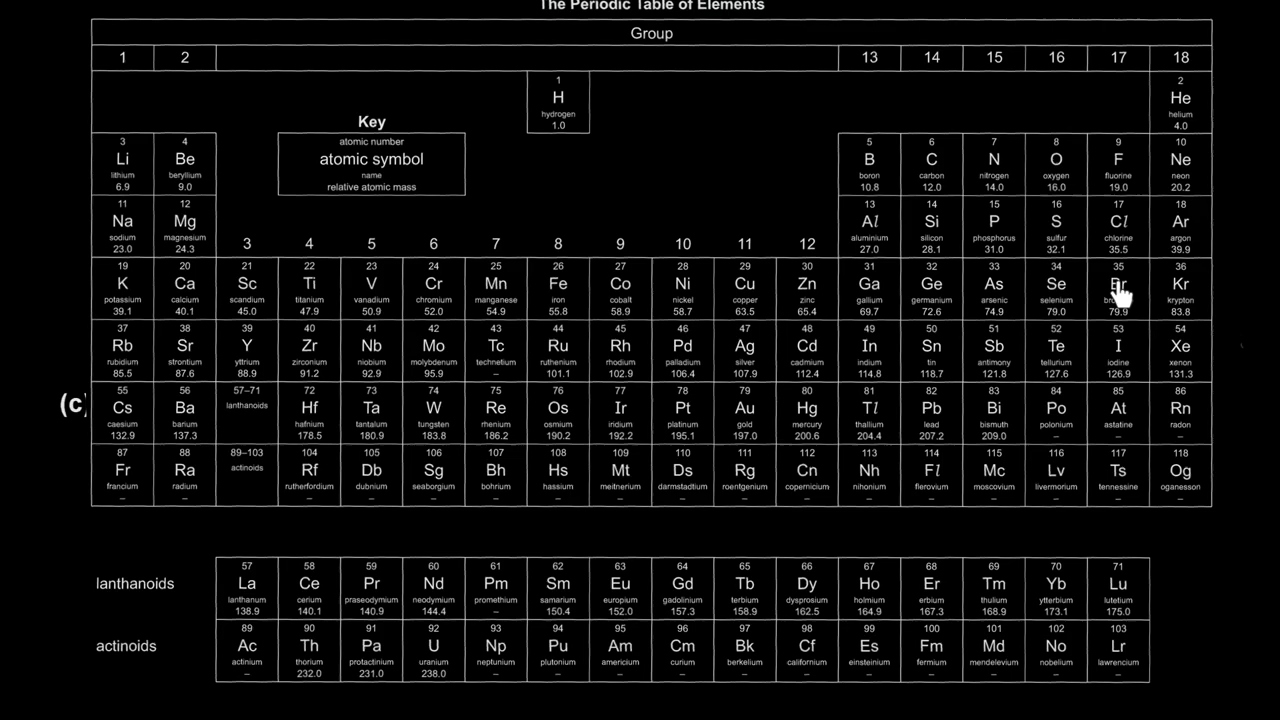 The Periodic Table of Elements
Group
1 2 13 14 15 16 17 18
1 2
H He
hydrogen helium
1.0 4.0
Key
atomic number
atomic symbol
name
relative atomic mass
3 4 5 6 7 8 9 10
Li Be B C N O F Ne
lithium beryllium boron carbon nitrogen oxygen fluorine neon
6.9 9.0 10.8 12.0 14.0 16.0 19.0 20.2
11 12 13 14 15 16 17 18
Na Mg Al Si P S Cl Ar
sodium magnesium aluminium silicon phosphorus sulfur chlorine argon
23.0 24.3 27.0 28.1 31.0 32.1 35.5 39.9
3 4 5 6 7 8 9 10 11 12
19 20 21 22 23 24 25 26 27 28 29 30 31 32 33 34 35 36
K Ca Sc Ti V Cr Mn Fe Co Ni Cu Zn Ga Ge As Se Br Kr
potassium calcium scandium titanium vanadium chromium manganese iron cobalt nickel copper zinc gallium germanium arsenic selenium krypton
39.1 40.1 45.0 47.9 50.9 52.0 54.9 55.8 58.9 58.7 63.5 65.4 69.7 72.6 74.9 79.0 79.9 83.8
37 38 39 40 41 42 43 44 45 46 47 48 49 50 51 52 53 54
Rb Sr Y Zr Nb Mo Tc Ru Rh Pd Ag Cd In Sn Sb Te I Xe
rubidium strontium yttrium zirconium niobium molybdenum technetium ruthenium rhodium palladium silver cadmium indium tin antimony tellurium iodine xenon
85.5 87.6 88.9 91.2 92.9 95.9 – 101.1 102.9 106.4 107.9 112.4 114.8 118.7 121.8 127.6 126.9 131.3
(c)
55 56 57–71 72 73 74 75 76 77 78 79 80 81 82 83 84 85 86
Cs Ba lanthanoids Hf Ta W Re Os Ir Pt Au Hg Tl Pb Bi Po At Rn
caesium barium hafnium tantalum tungsten rhenium osmium iridium platinum gold mercury thallium lead bismuth polonium astatine radon
132.9 137.3 178.5 180.9 183.8 186.2 190.2 192.2 195.1 197.0 200.6 204.4 207.2 209.0 – – –
87 88 89–103 104 105 106 107 108 109 110 111 112 113 114 115 116 117 118
Fr Ra actinoids Rf Db Sg Bh Hs Mt Ds Rg Cn Nh Fl Mc Lv Ts Og
francium radium rutherfordium dubnium seaborgium bohrium hassium meitnerium darmstadtium roentgenium copernicium nihonium flerovium moscovium livermorium tennessine oganesson
– – – – – – – – – – – – – – – – –
57 58 59 60 61 62 63 64 65 66 67 68 69 70 71
lanthanoids La Ce Pr Nd Pm Sm Eu Gd Tb Dy Ho Er Tm Yb Lu
lanthanum cerium praseodymium neodymium promethium samarium europium gadolinium terbium dysprosium holmium erbium thulium ytterbium lutetium
138.9 140.1 140.9 144.4 – 150.4 152.0 157.3 158.9 162.5 164.9 167.3 168.9 173.1 175.0
89 90 91 92 93 94 95 96 97 98 99 100 101 102 103
actinoids Ac Th Pa U Np Pu Am Cm Bk Cf Es Fm Md No Lr
actinium thorium protactinium uranium neptunium plutonium americium curium berkelium californium einsteinium fermium mendelevium nobelium lawrencium
– 232.0 231.0 238.0 – – – – – – – – – – –